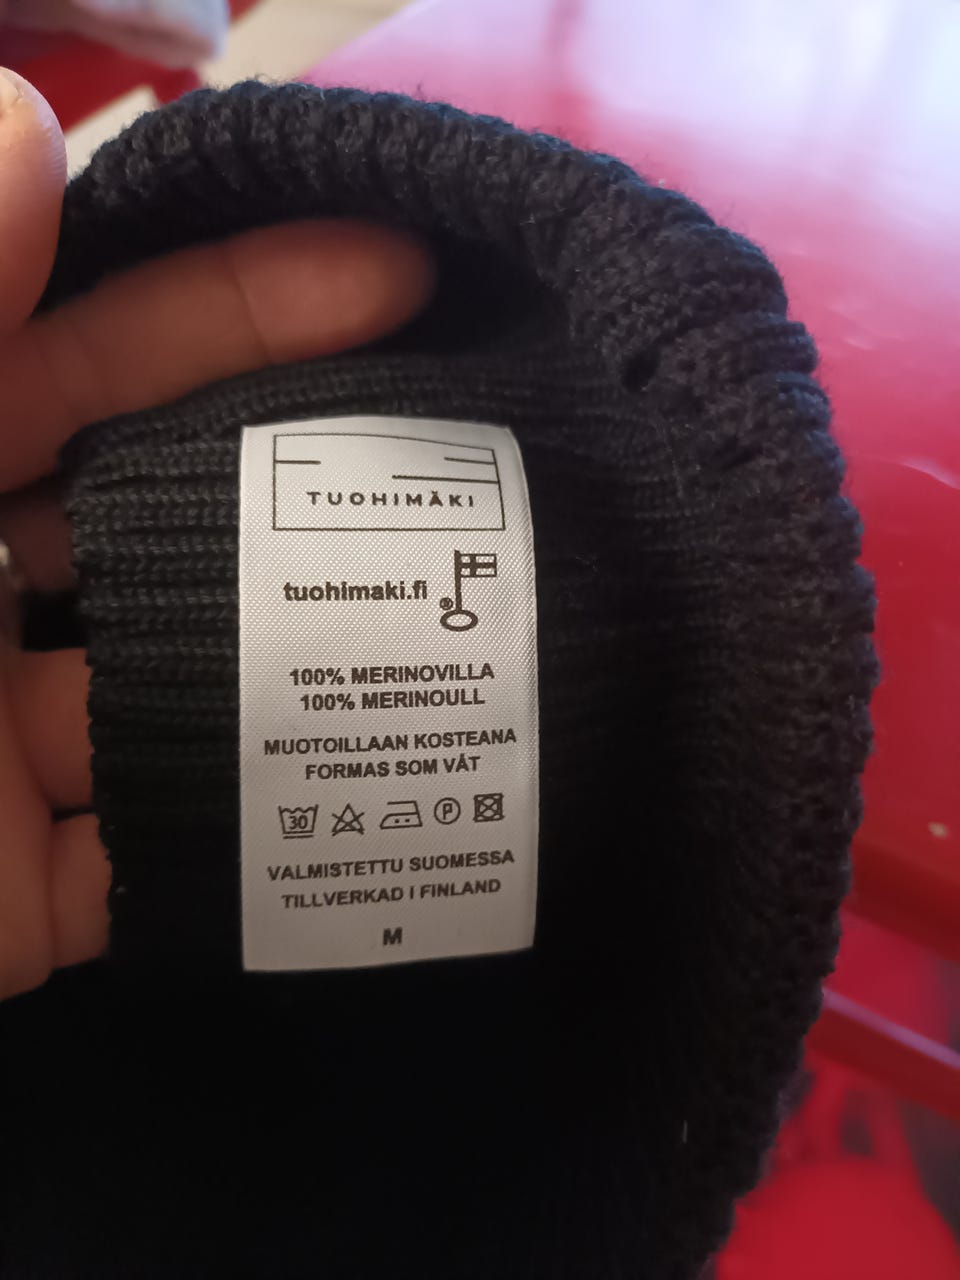 TUOHIMÄKI
tuohimaki.fi
100% MERINOVILLA
100% MERINOULL
MUOTOILLAAN KOSTEANA
FORMAS SOM VÅT
30 P
VALMISTETTU SUOMESSA
TILLVERKAD I FINLAND
M